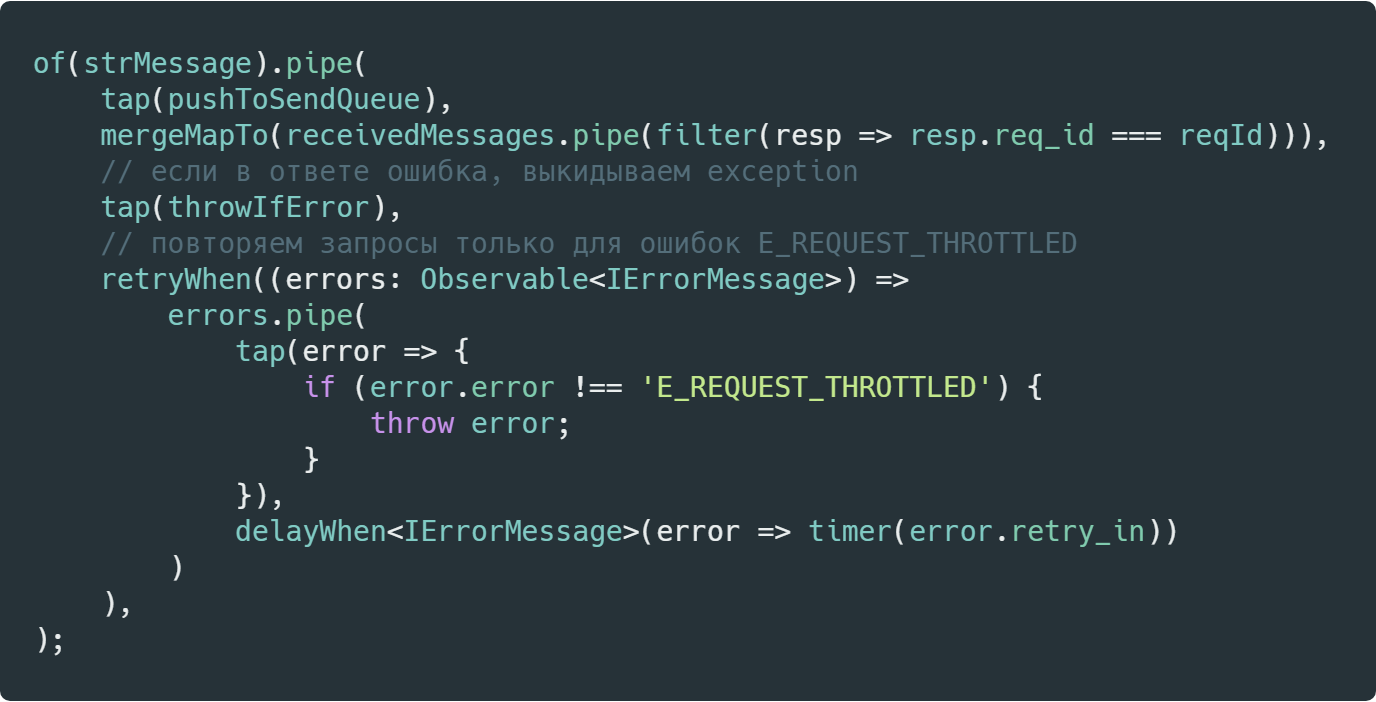 of(strMessage).pipe(
    tap(pushToSendQueue),
    mergeMapTo(receivedMessages.pipe(filter(resp => resp.req_id === reqId))),
    // если в ответе ошибка, выкидываем exception
    tap(throwIfError),
    // повторяем запросы только для ошибок E_REQUEST_THROTTLED
    retryWhen((errors: Observable<IErrorMessage>) =>
        errors.pipe(
            tap(error => {
                if (error.error !== 'E_REQUEST_THROTTLED') {
                    throw error;
                }
            }),
            delayWhen<IErrorMessage>(error => timer(error.retry_in))
        )
    ),
);